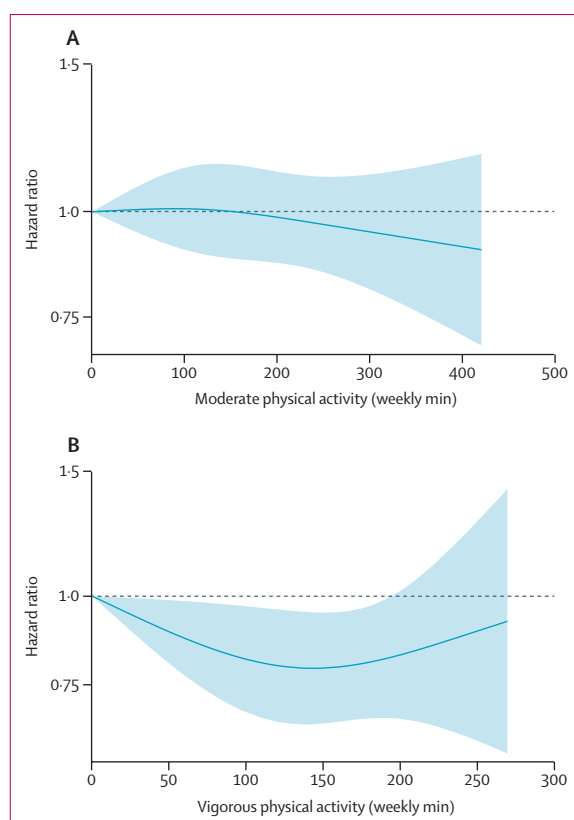 A
1·5
1·0
0·75
Hazard ratio
0 100 200 300 400 500
Moderate physical activity (weekly min)
B
1·5
1·0
0·75
Hazard ratio
0 50 100 150 200 250 300
Vigorous physical activity (weekly min)